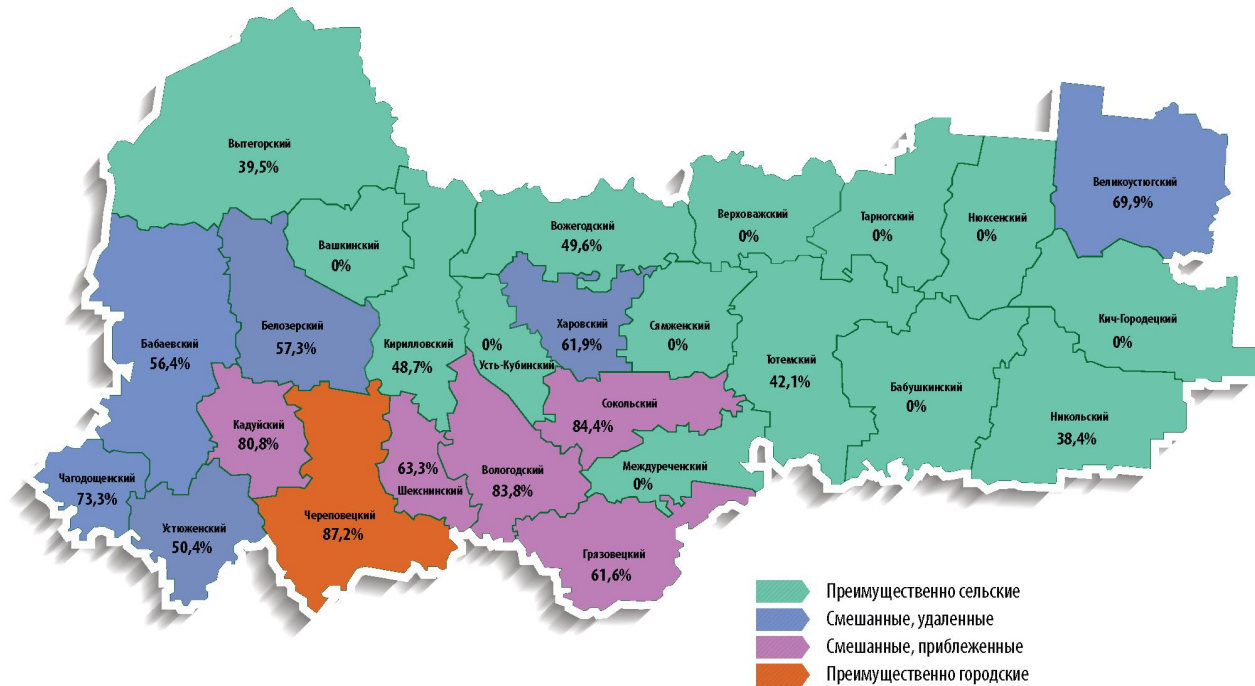 Вытегорский
39,5%
Великоустюгский
69,9%
Вожегодский
49,6%
Верховажский
0%
Тарногский
0%
Нюксенский
0%
Вашкинский
0%
Белозерский
57,3%
Бабаевский
56,4%
Кирилловский
48,7%
0%
Усть-Кубинский
Харовский
61,9%
Сямженский
0%
Тотемский
42,1%
Бабушкинский
0%
Кич-Городецкий
0%
Никольский
38,4%
Сокольский
84,4%
Кадуйский
80,8%
63,3%
Шекснинский
Вологодский
83,8%
Междуреченский
0%
Чагодощенский
73,3%
Устюженский
50,4%
Череповецкий
87,2%
Грязовецкий
61,6%
Преимущественно сельские
Смешанные, удаленные
Смешанные, приблеженные
Преимущественно городские